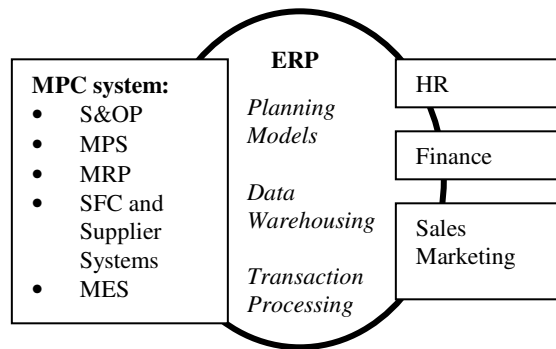 MPC system:
• S&OP
• MPS
• MRP
• SFC and
Supplier
Systems
• MES
ERP
Planning
Models
Data
Warehousing
Transaction
Processing
HR
Finance
Sales
Marketing